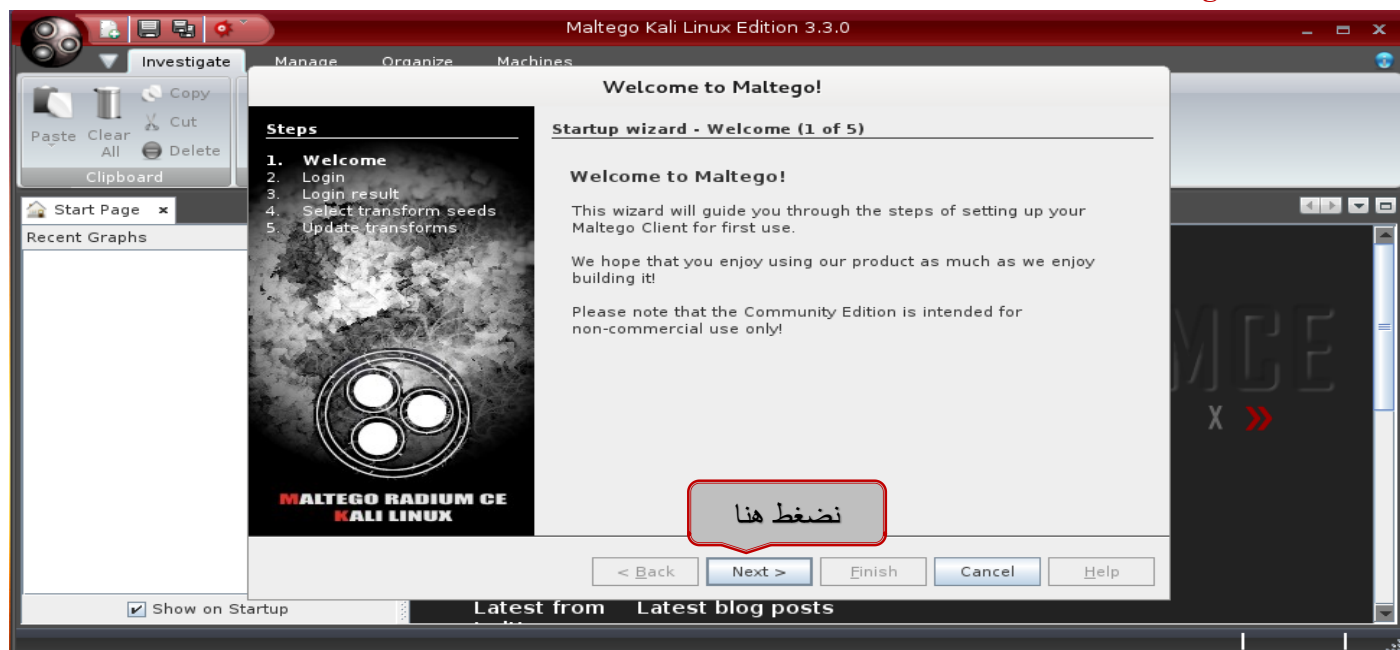 Maltego Kali Linux Edition 3.3.0
Investigate Manage Organize Machines
Paste
Clear All
Copy
Cut
Delete
Clipboard
Start Page
Recent Graphs
Show on Startup
Welcome to Maltego!
Steps
1. Welcome
2. Login
3. Login result
4. Select transform seeds
5. Update transforms
MALTEGO RADIUM CE
KALI LINUX
Startup wizard - Welcome (1 of 5)
Welcome to Maltego!
This wizard will guide you through the steps of setting up your
Maltego Client for first use.
We hope that you enjoy using our product as much as we enjoy
building it!
Please note that the Community Edition is intended for
non-commercial use only!
نضغط هنا
< Back Next > Finish Cancel Help
X
Latest from Latest blog posts